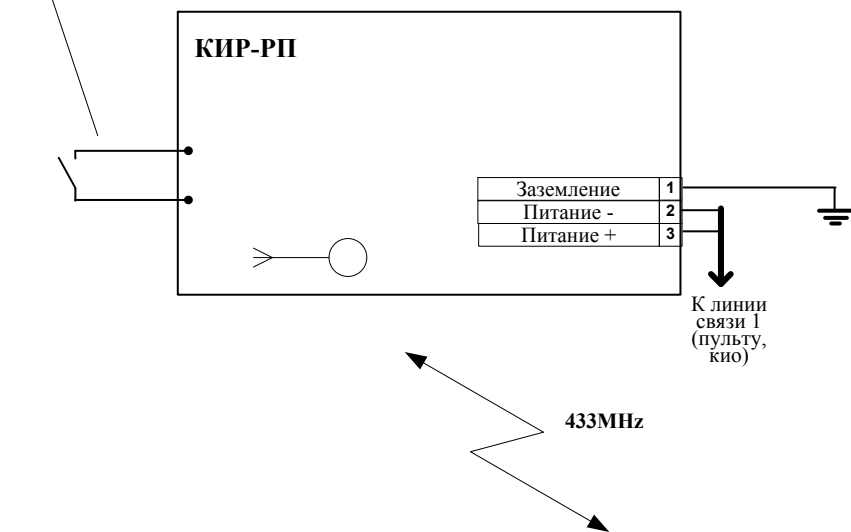 КИР-РП
Заземление 1
Питание - 2
Питание + 3
К линии
связи 1
(пульту,
кио)
433MHz